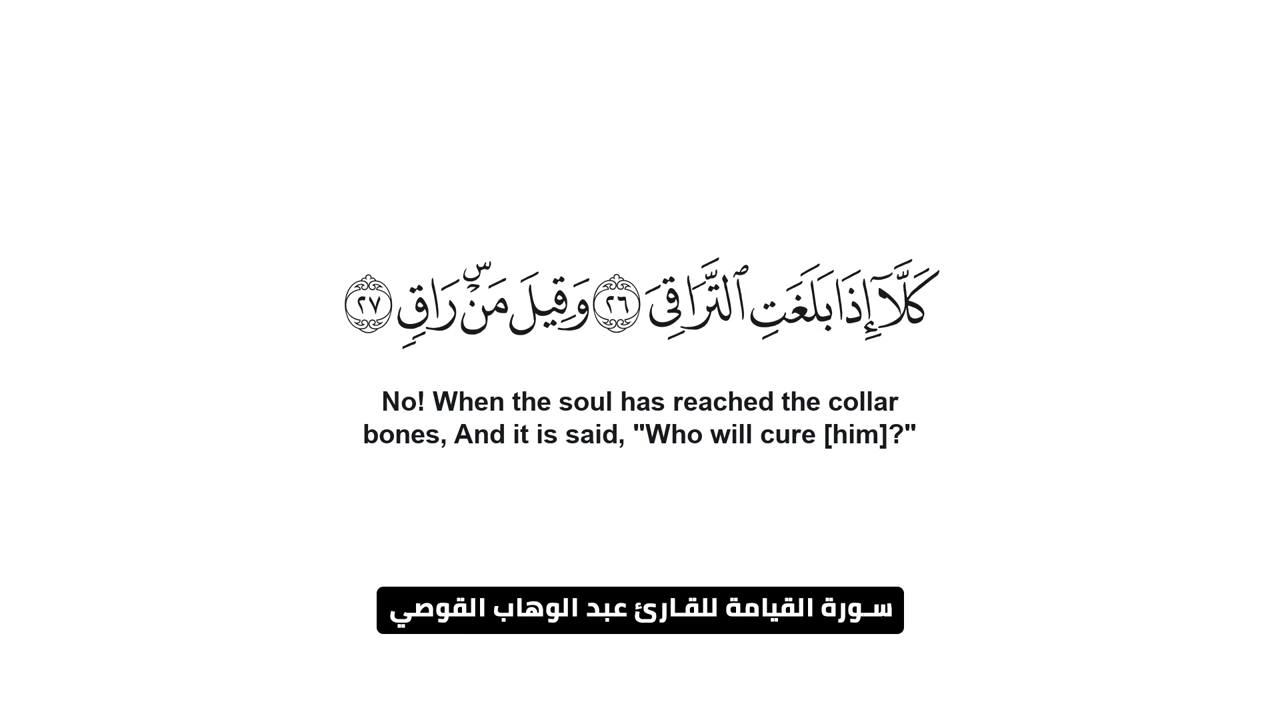 كَلَّآ إِذَا بَلَغَتِ ٱلتَّرَاقِىَ ٢٦ وَقِيلَ مَنْ ۜ رَاقٍ ٢٧
No! When the soul has reached the collar
bones, And it is said, "Who will cure [him]?"
سورة القيامة للقارئ عبد الوهاب القوصي